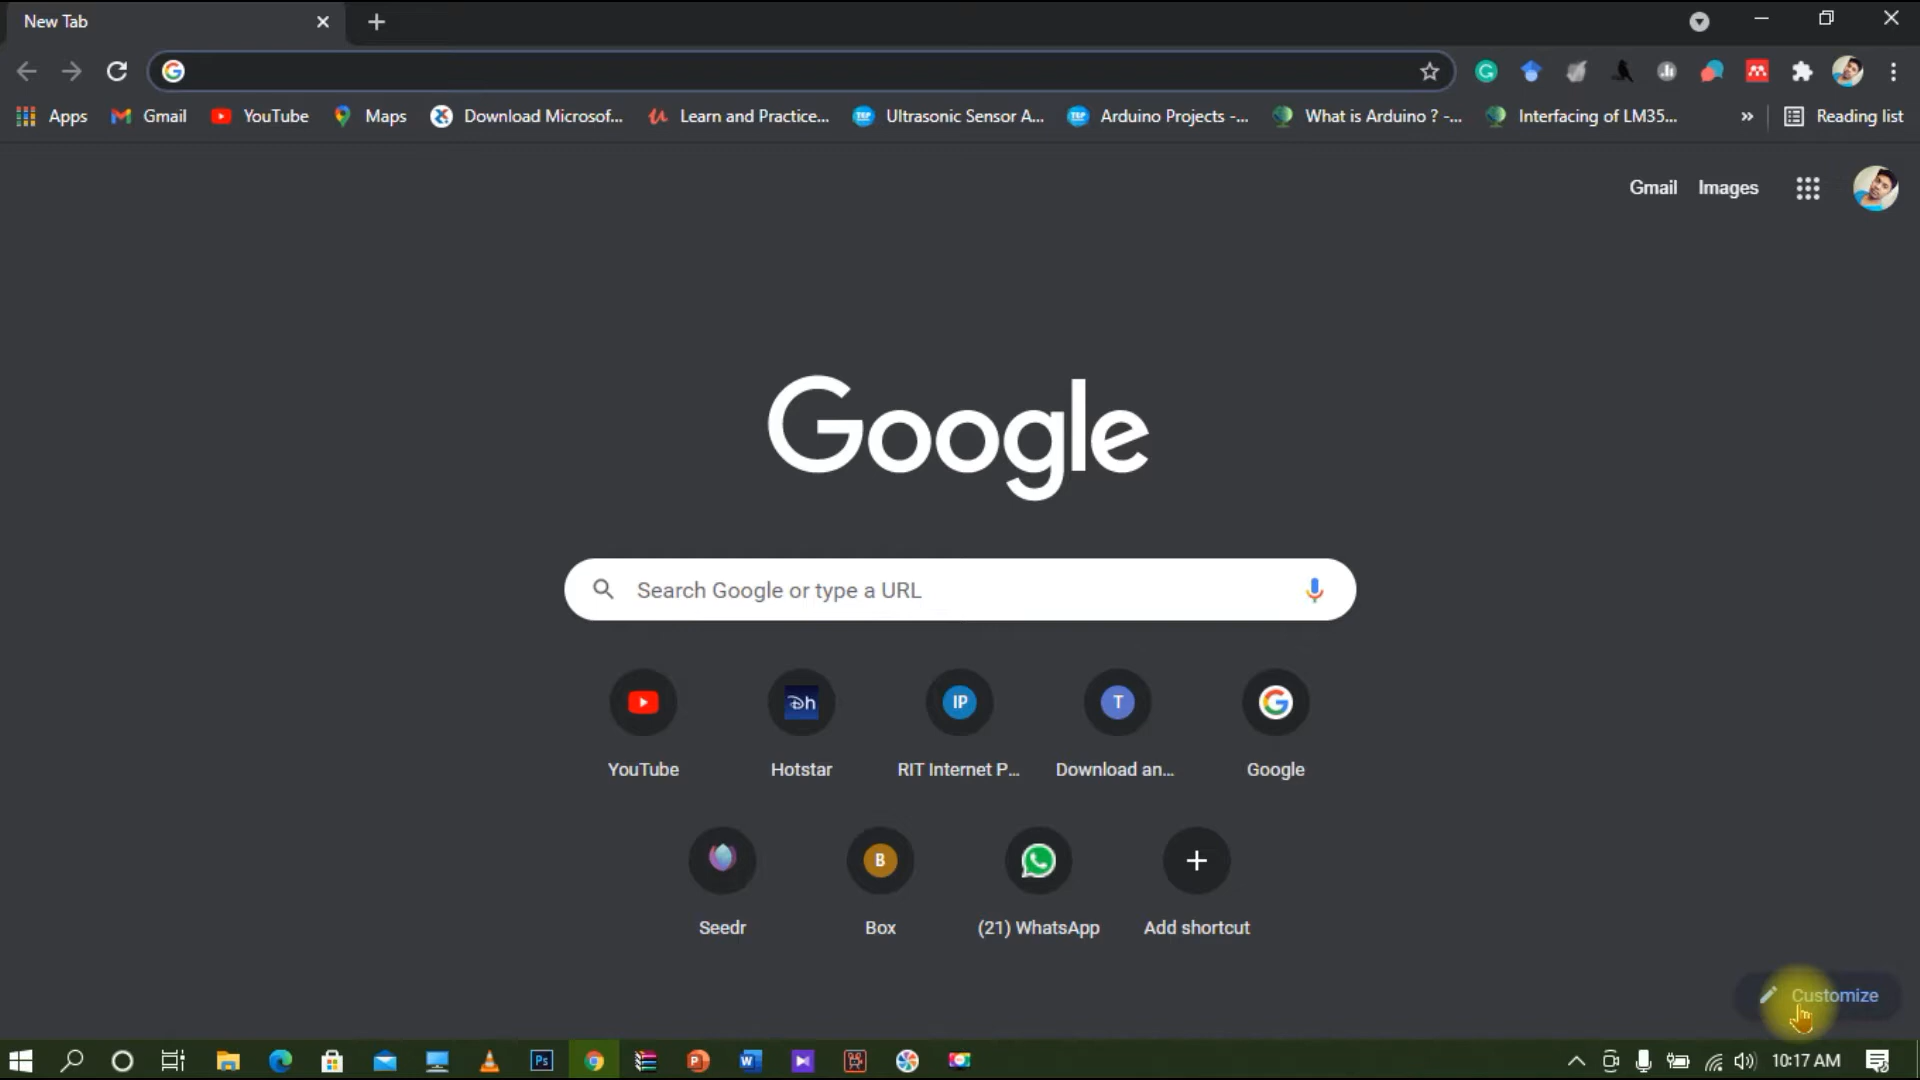 New Tab
Apps Gmail YouTube Maps Download Microsof... Learn and Practice... Ultrasonic Sensor A... Arduino Projects -... What is Arduino ? -... Interfacing of LM35... » Reading list
Gmail Images
Google
Search Google or type a URL
IP T
YouTube Hotstar RIT Internet P... Download an... Google
B
Seedr Box (21) WhatsApp Add shortcut
Customize
Ps 10:17 AM